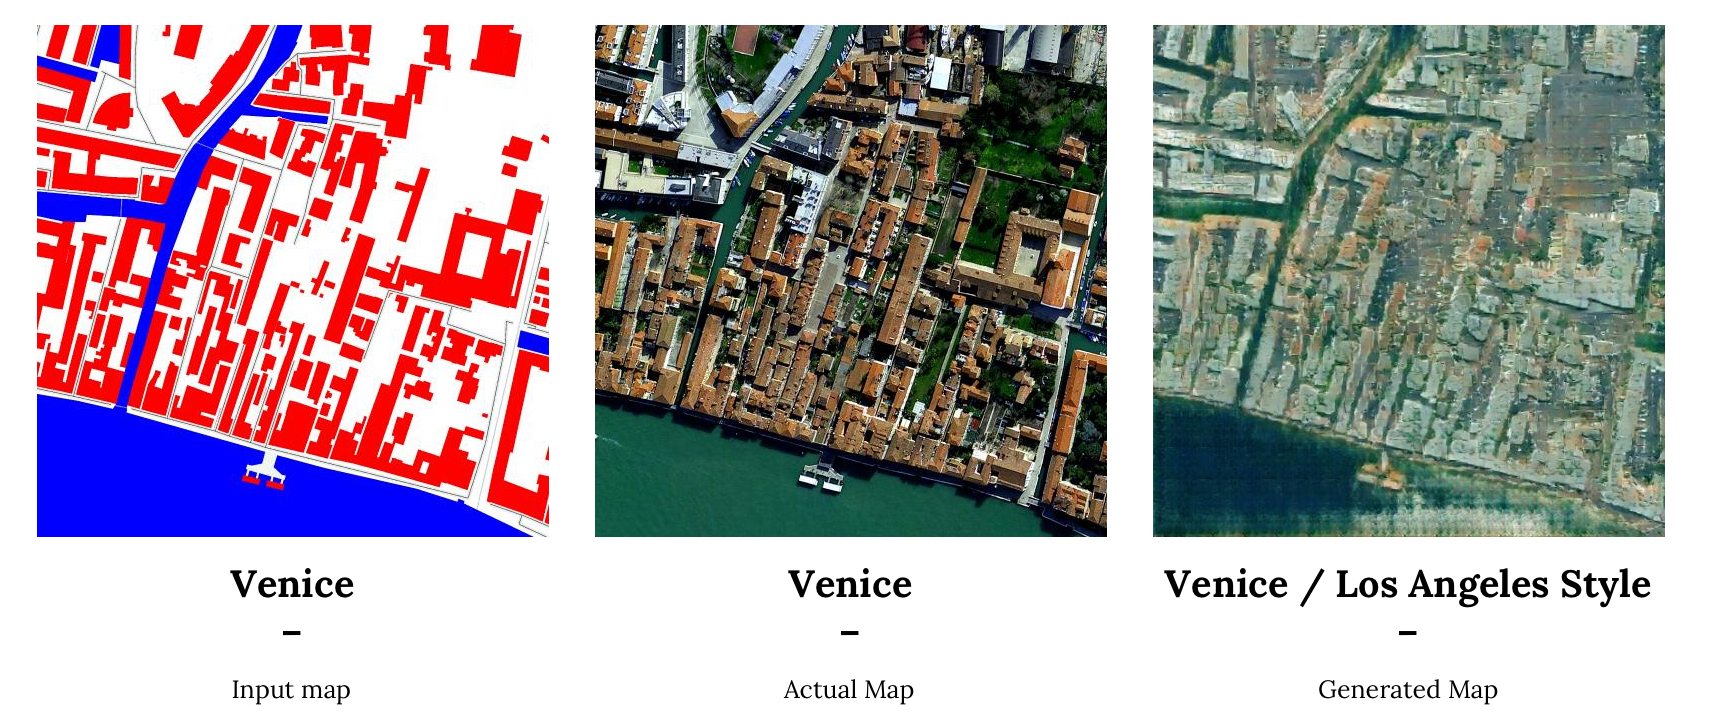 Venice
–
Input map
Venice
–
Actual Map
Venice / Los Angeles Style
–
Generated Map